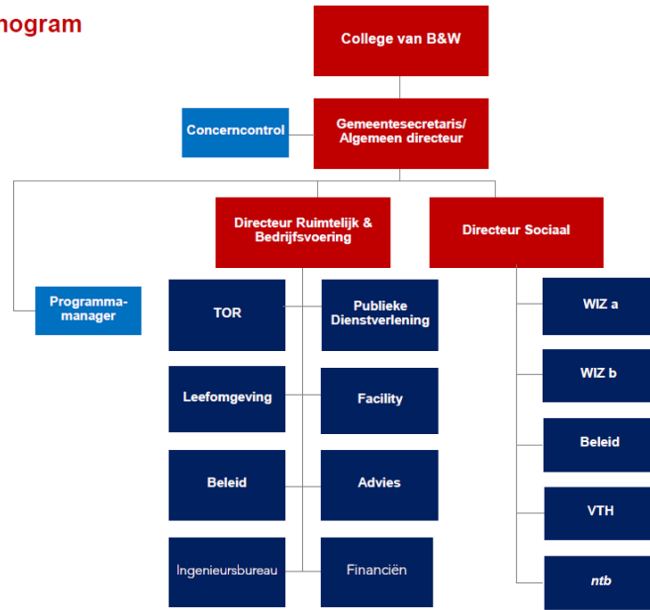 nogram
College van B&W
Concerncontrol
Gemeentesecretaris/
Algemeen directeur
Directeur Ruimtelijk &
Bedrijfsvoering
Directeur Sociaal
Programma-
manager
TOR
Publieke
Dienstverlening
WIZ a
Leefomgeving
Facility
WIZ b
Beleid
Advies
Beleid
Ingenieursbureau
Financiën
VTH
ntb